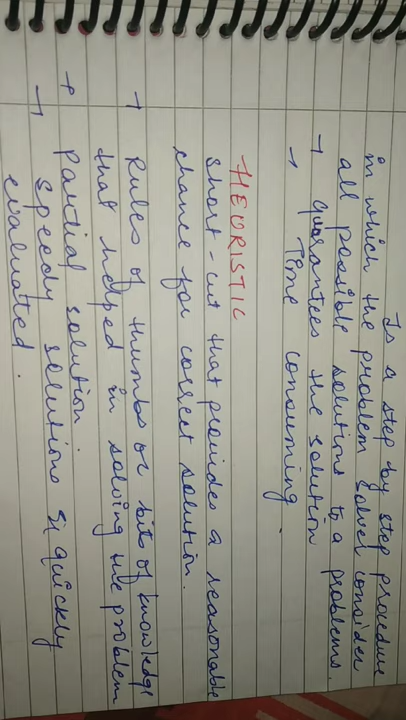 Is a step by step procedure
in which the problem solver consider
all possible solutions to a problems.
→ guarantees the solution
→ Time consuming.
HEURISTIC
short-cut that provides a reasonable
chance for correct solution.
→ Rules of thumbs or bits of knowledge
that helped in solving the problem
→ Partial solution
→ Speedy solutions & quickly
evaluated.